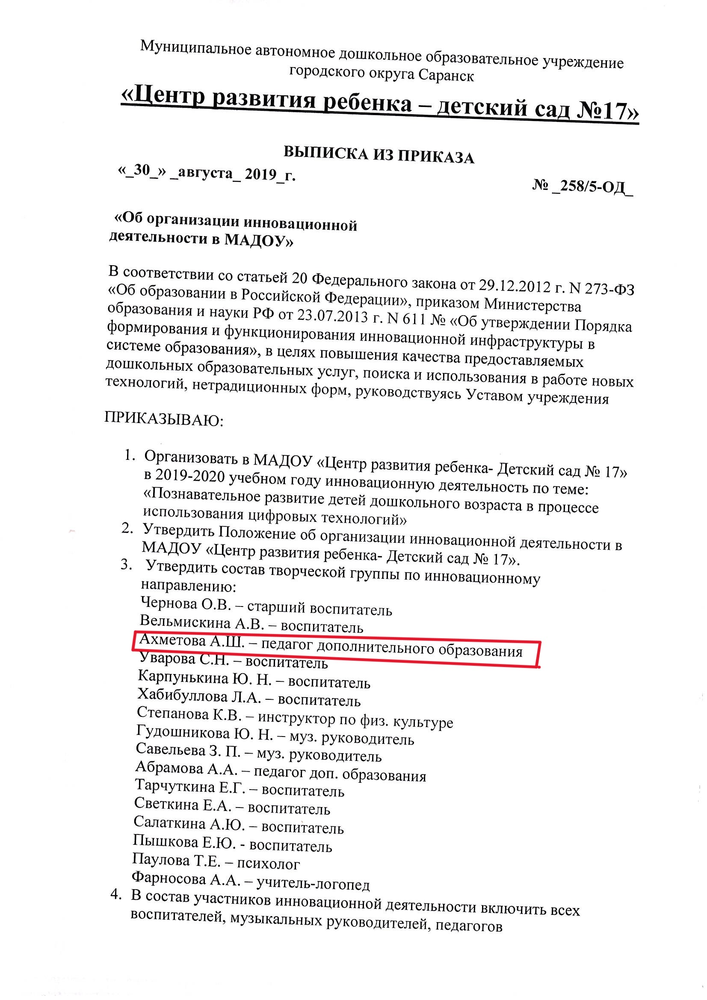 Муниципальное автономное дошкольное образовательное учреждение
городского округа Саранск
«Центр развития ребенка – детский сад №17»
ВЫПИСКА ИЗ ПРИКАЗА
«_30_» _августа_ 2019_г.
№ _258/5-ОД_
«Об организации инновационной
деятельности в МАДОУ»
В соответствии со статьей 20 Федерального закона от 29.12.2012 г. N 273-ФЗ
«Об образовании в Российской Федерации», приказом Министерства
образования и науки РФ от 23.07.2013 г. N 611 № «Об утверждении Порядка
формирования и функционирования инновационной инфраструктуры в
системе образования», в целях повышения качества предоставляемых
дошкольных образовательных услуг, поиска и использования в работе новых
технологий, нетрадиционных форм, руководствуясь Уставом учреждения
ПРИКАЗЫВАЮ:
1. Организовать в МАДОУ «Центр развития ребенка- Детский сад № 17»
в 2019-2020 учебном году инновационную деятельность по теме:
«Познавательное развитие детей дошкольного возраста в процессе
использования цифровых технологий»
2. Утвердить Положение об организации инновационной деятельности в
МАДОУ «Центр развития ребенка- Детский сад № 17».
3. Утвердить состав творческой группы по инновационному
направлению:
Чернова О.В. – старший воспитатель
Вельмискина А.В. – воспитатель
Ахметова А.Ш. – педагог дополнительного образования
Уварова С.Н. – воспитатель
Карпунькина Ю. Н. – воспитатель
Хабибуллова Л.А. – воспитатель
Степанова К.В. – инструктор по физ. культуре
Гудошникова Ю. Н. – муз. руководитель
Савельева З. П. – муз. руководитель
Абрамова А.А. – педагог доп. образования
Тарчуткина Е.Г. – воспитатель
Светкина Е.А. – воспитатель
Салаткина А.Ю. – воспитатель
Пышкова Е.Ю. - воспитатель
Паулова Т.Е. – психолог
Фарносова А.А. – учитель-логопед
4. В состав участников инновационной деятельности включить всех
воспитателей, музыкальных руководителей, педагогов